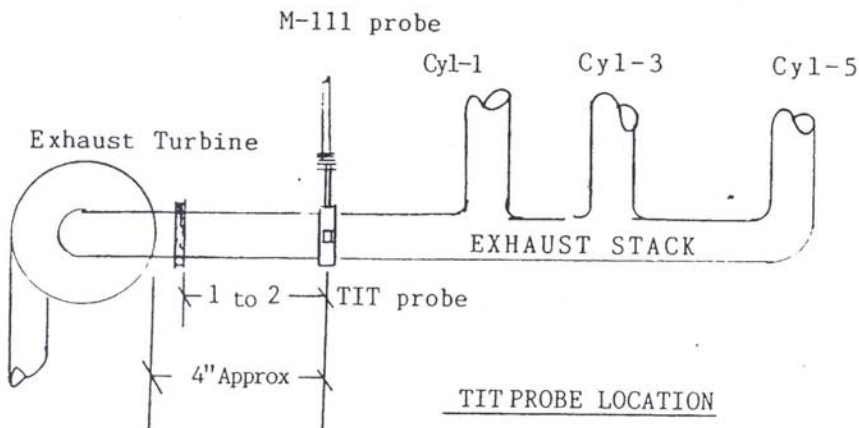 M-111 probe
Cyl-1
Cyl-3
Cyl-5
Exhaust Turbine
EXHAUST STACK
1 to 2
TIT probe
4" Approx
TIT PROBE LOCATION